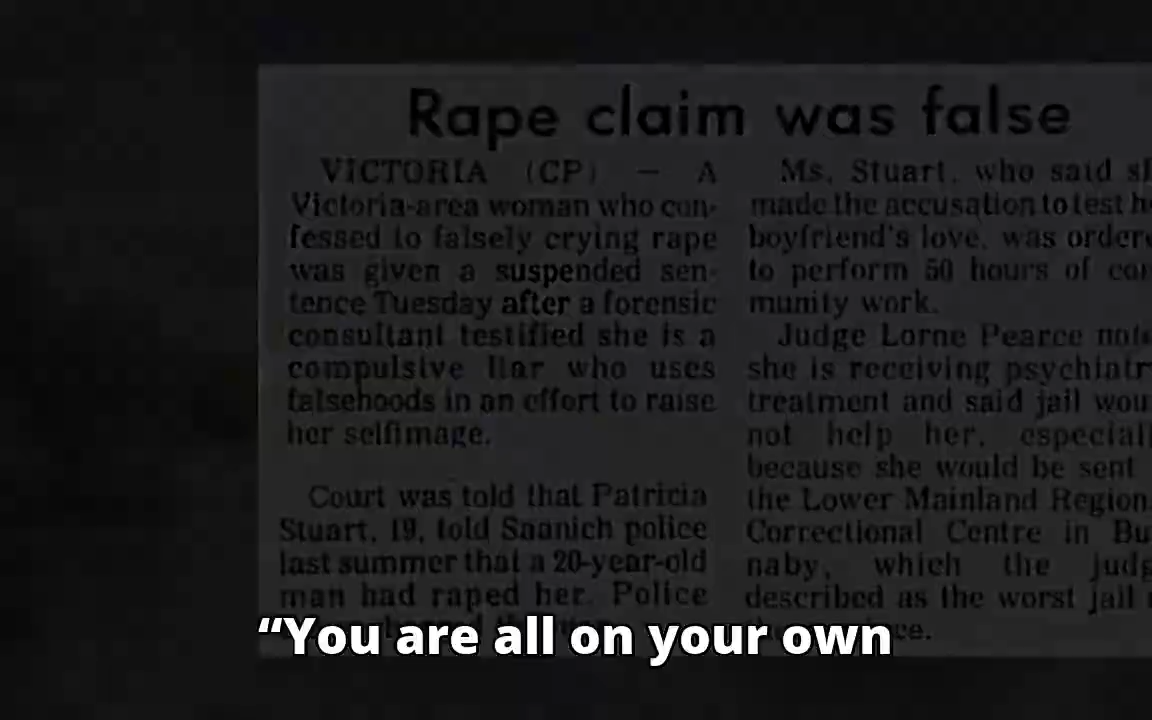 Rape claim was false
VICTORIA (CP) — A
Victoria-area woman who con-
fessed to falsely crying rape
was given a suspended sen-
tence Tuesday after a forensic
consultant testified she is a
compulsive liar who uses
falsehoods in an effort to raise
her selfimage.
Court was told that Patricia
Stuart, 19, told Saanich police
last summer that a 20-year-old
man had raped her. Police
Ms. Stuart, who said
made the accusation to test
boyfriend's love, was
to perform 50 hours of
munity work.
Judge Lorne Pearce
she is receiving
treatment and said jail
not help her,
because she would be sent
the Lower Mainland
Correctional Centre in
naby, which the
described as the worst jail
“You are all on your own